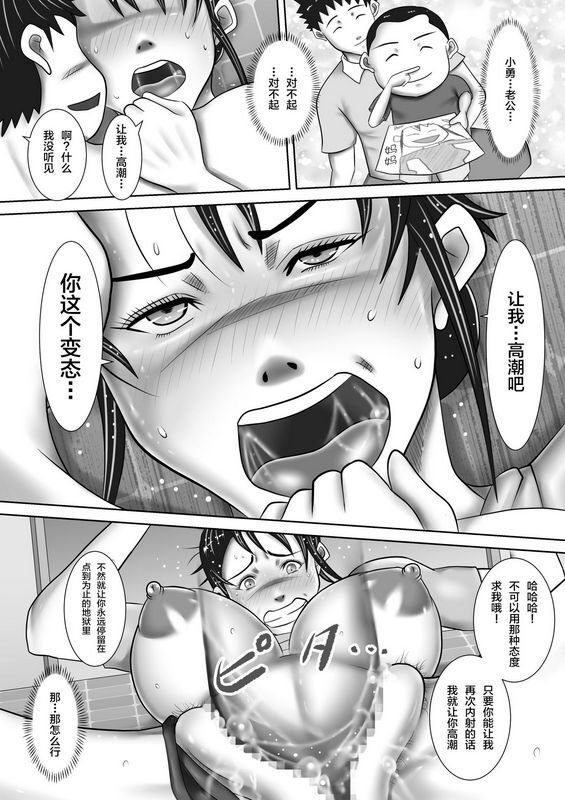 小勇…老公…
妈妈
…对不起
…对不起
让我…高潮…
啊？什么
我没听见
让我…高潮吧
你这个变态…
哈哈哈！
不可以用那种态度
求我哦！
只要你能让我
再次内射的话
我就让你高潮
不然就让你永远停留在
点到为止的地狱里
那…那怎么行